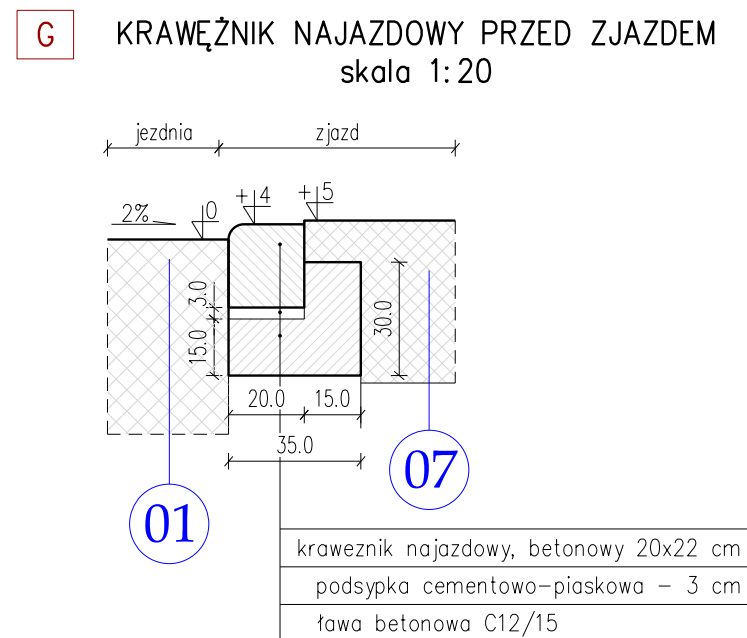 G KRAWĘŻNIK NAJAZDOWY PRZED ZJAZDEM
skala 1:20
jezdnia zjazd
2% 0 +4 +5
3.0
15.0
30.0
20.0 15.0
35.0
01 07
kraweznik najazdowy, betonowy 20x22 cm
podsypka cementowo-piaskowa - 3 cm
ława betonowa C12/15